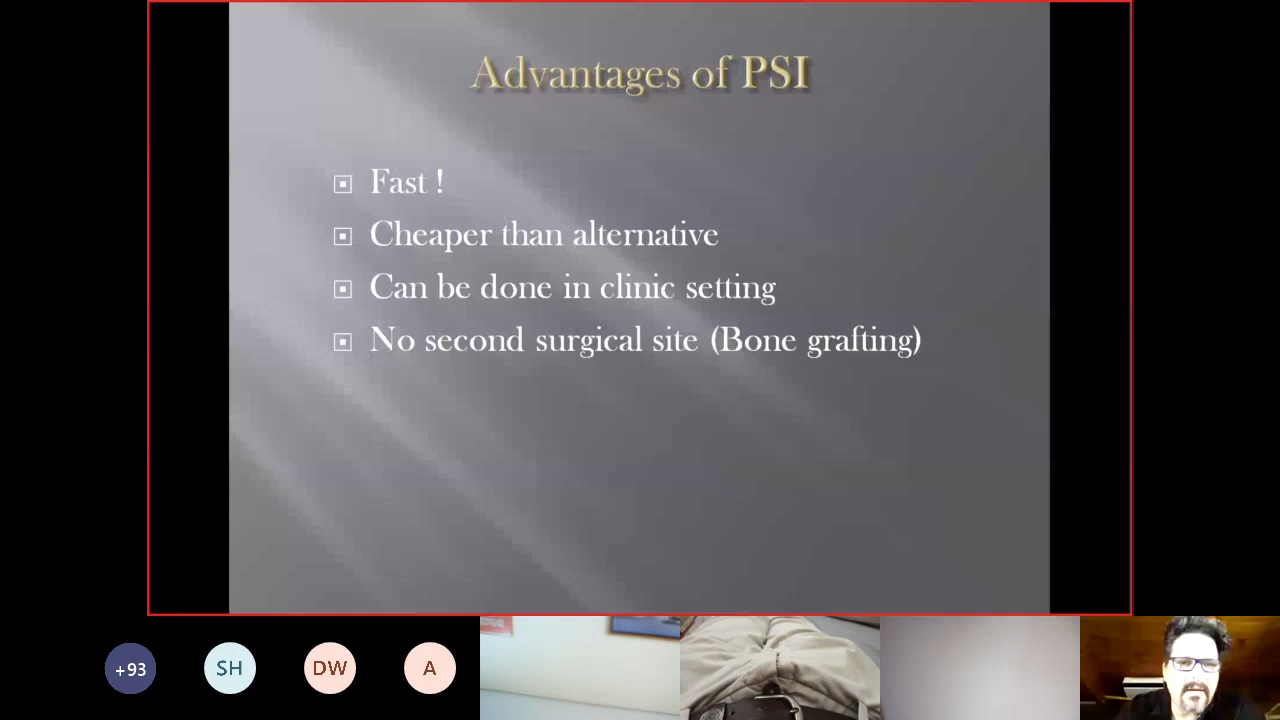 Advantages of PSI
Fast !
Cheaper than alternative
Can be done in clinic setting
No second surgical site (Bone grafting)
+93
SH
DW
A